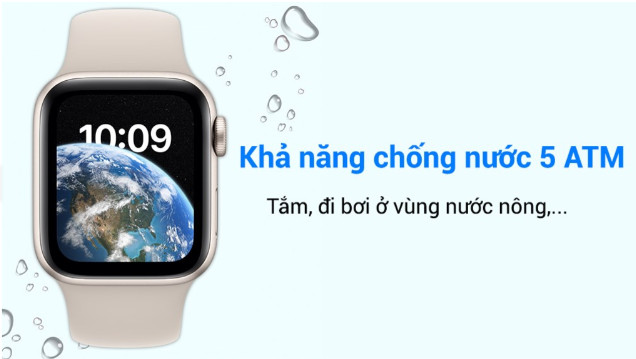 10:09
Khả năng chống nước 5 ATM
Tắm, đi bơi ở vùng nước nông,...